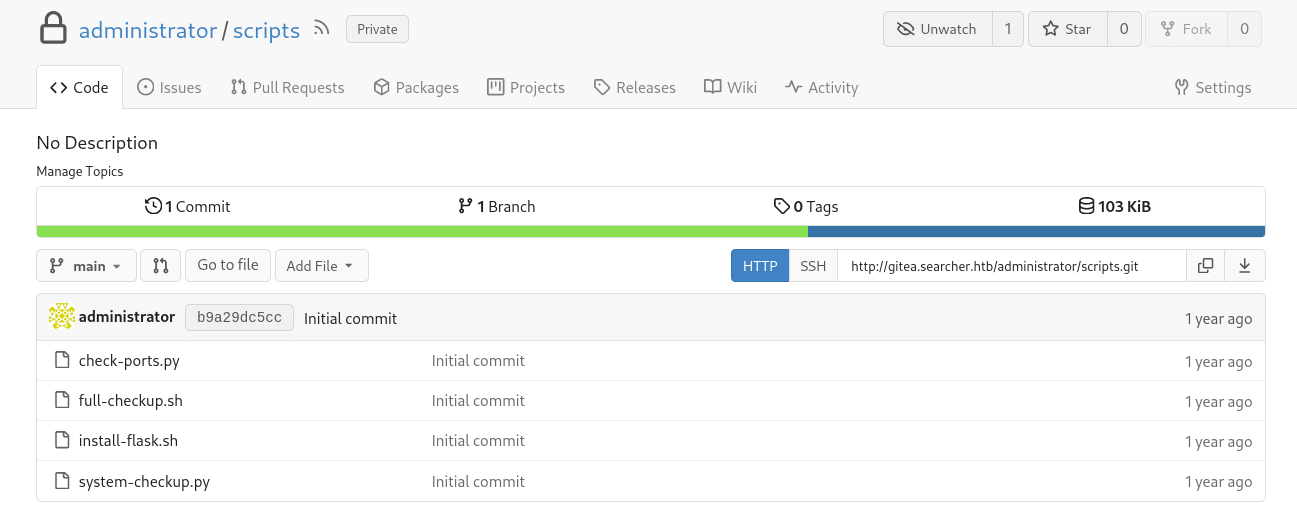 administrator / scripts Private Unwatch 1 Star 0 Fork 0
Code Issues Pull Requests Packages Projects Releases Wiki Activity Settings
No Description
Manage Topics
1 Commit 1 Branch 0 Tags 103 KiB
main Go to file Add File HTTP SSH http://gitea.searcher.htb/administrator/scripts.git
administrator b9a29dc5cc Initial commit 1 year ago
check-ports.py Initial commit 1 year ago
full-checkup.sh Initial commit 1 year ago
install-flask.sh Initial commit 1 year ago
system-checkup.py Initial commit 1 year ago